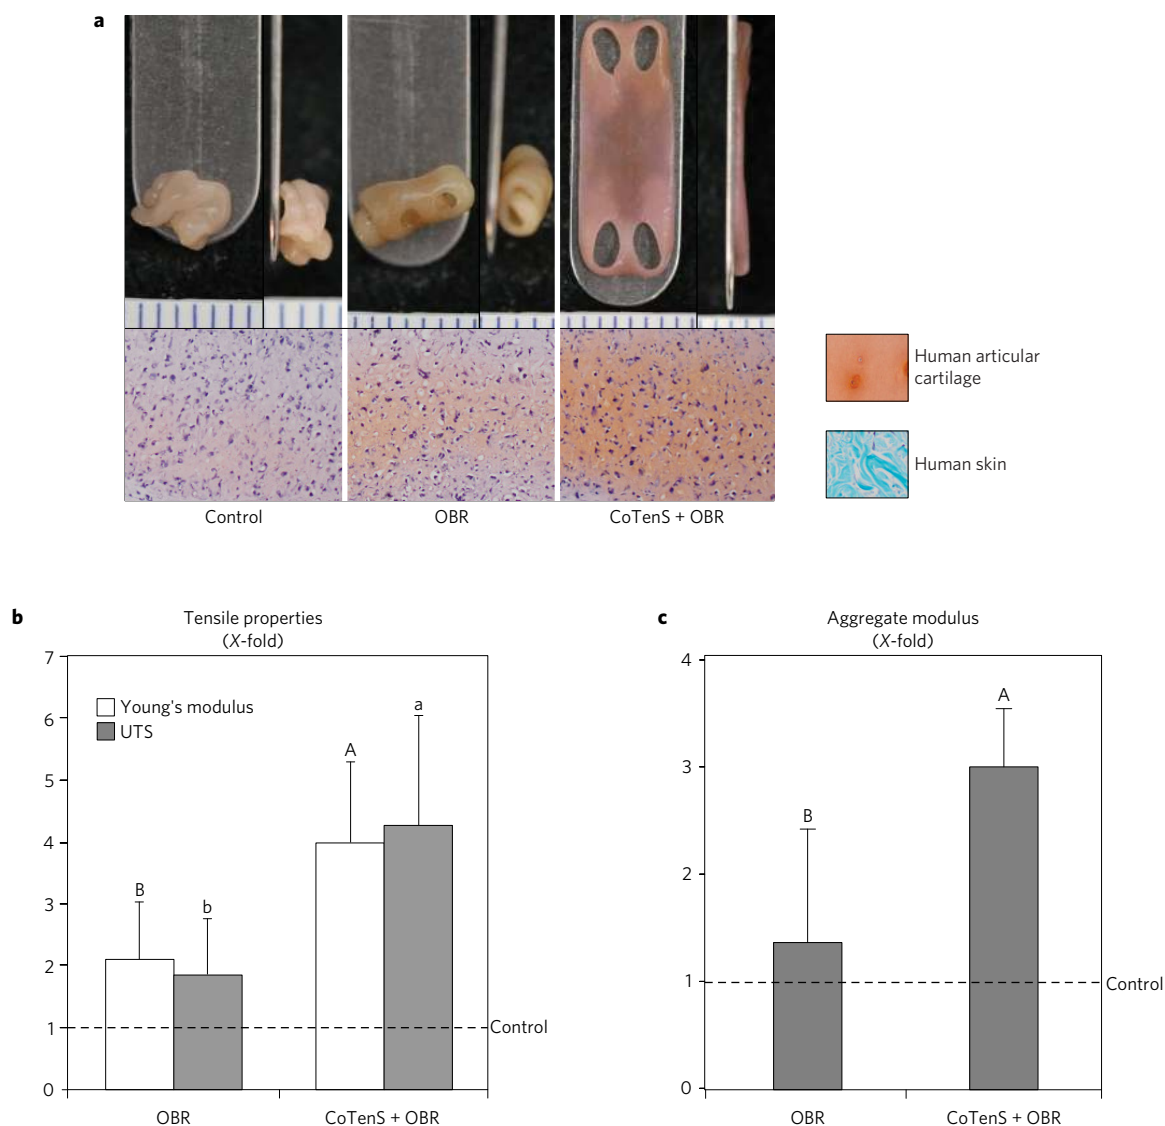 a
Human articular
cartilage
Human skin
Control
OBR
CoTenS + OBR
b
Tensile properties
(X-fold)
7
6
5
4
3
2
1
0
Young's modulus
UTS
B
b
A
a
Control
OBR
CoTenS + OBR
c
Aggregate modulus
(X-fold)
4
3
2
1
0
B
A
Control
OBR
CoTenS + OBR